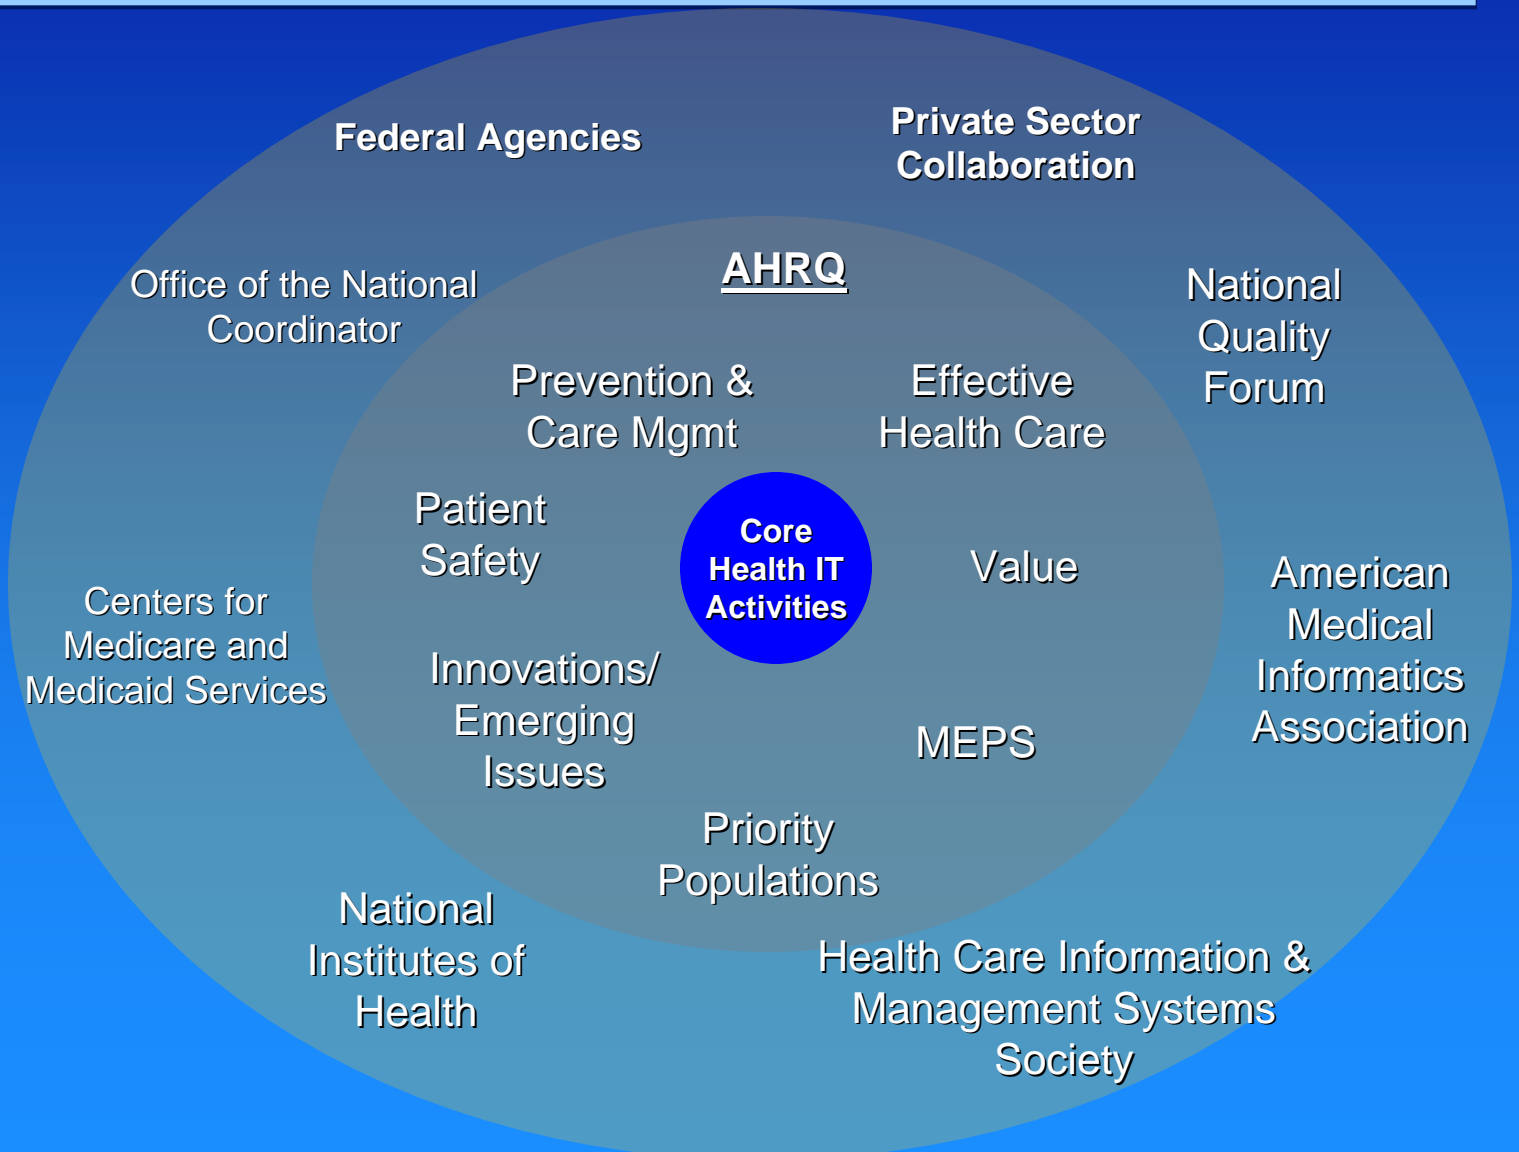 Federal Agencies
Private Sector
Collaboration
AHRQ
Office of the National
Coordinator
National
Quality
Forum
Prevention &
Care Mgmt
Effective
Health Care
Patient
Safety
Core
Health IT
Activities
Value
Centers for
Medicare and
Medicaid Services
American
Medical
Informatics
Association
Innovations/
Emerging
Issues
MEPS
Priority
Populations
National
Institutes of
Health
Health Care Information &
Management Systems
Society